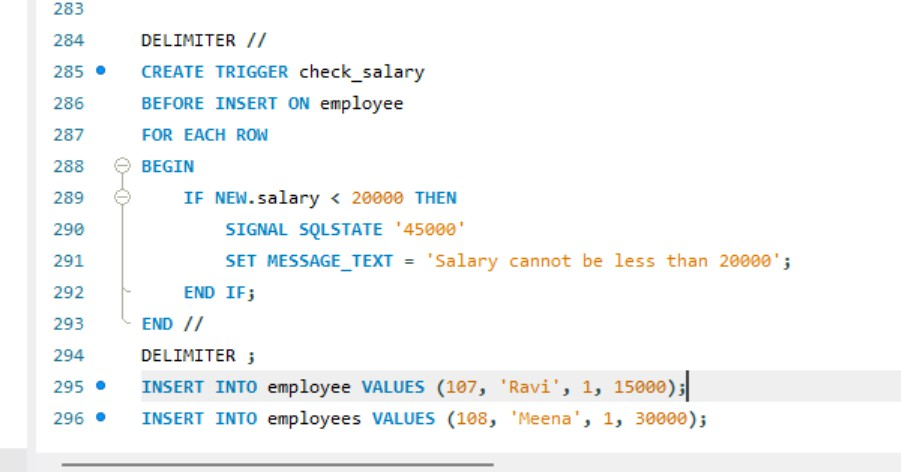 283
284 DELIMITER //
285 CREATE TRIGGER check_salary
286 BEFORE INSERT ON employee
287 FOR EACH ROW
288 BEGIN
289 IF NEW.salary < 20000 THEN
290 SIGNAL SQLSTATE '45000'
291 SET MESSAGE_TEXT = 'Salary cannot be less than 20000';
292 END IF;
293 END //
294 DELIMITER ;
295 INSERT INTO employee VALUES (107, 'Ravi', 1, 15000);
296 INSERT INTO employees VALUES (108, 'Meena', 1, 30000);